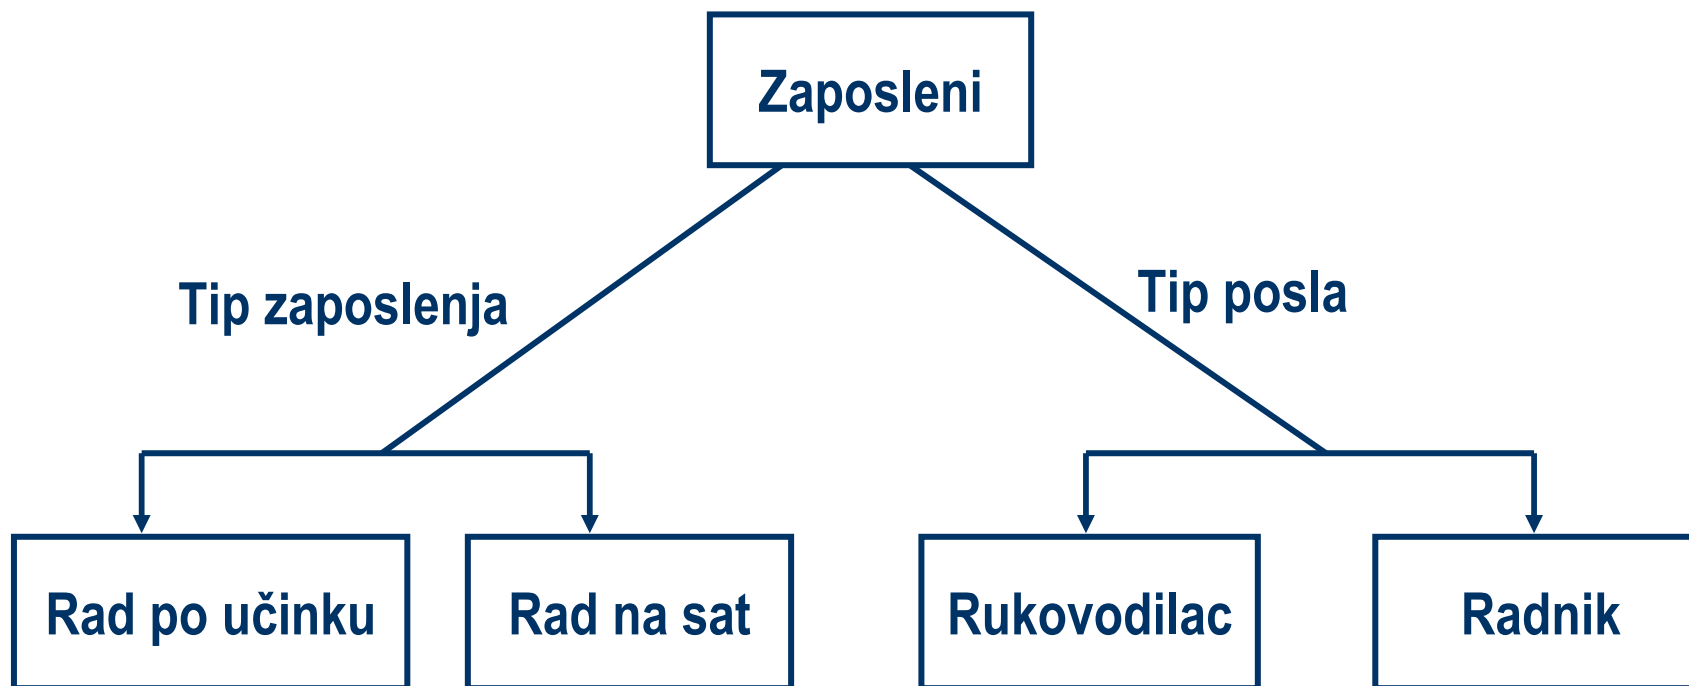 Zaposleni
Tip zaposlenja
Tip posla
Rad po učinku
Rad na sat
Rukovodilac
Radnik